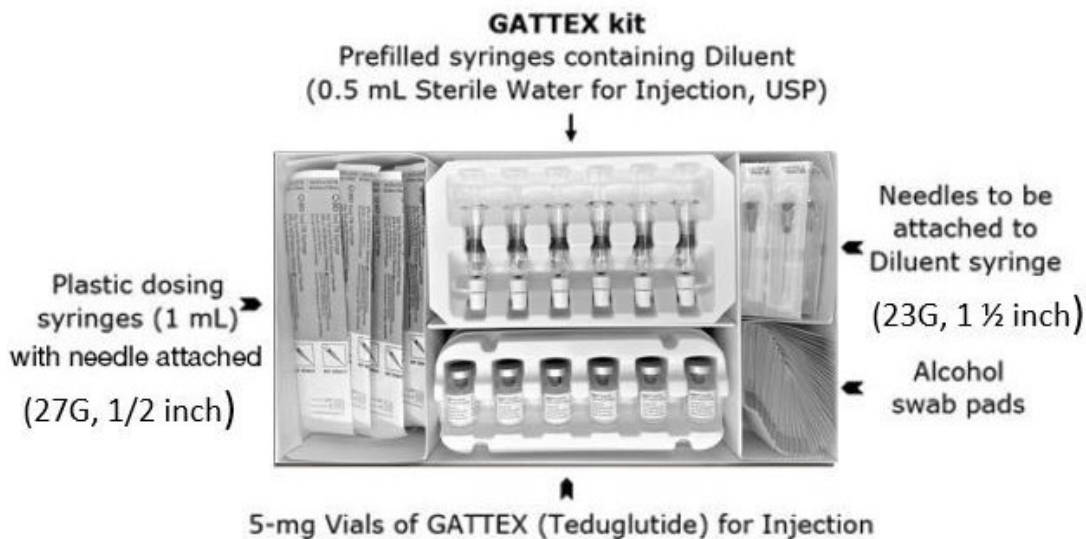 GATTEX kit
Prefilled syringes containing Diluent
(0.5 mL Sterile Water for Injection, USP)
Plastic dosing
syringes (1 mL)
with needle attached
(27G, 1/2 inch)
Needles to be
attached to
Diluent syringe
(23G, 1 ½ inch)
Alcohol
swab pads
5-mg Vials of GATTEX (Teduglutide) for Injection